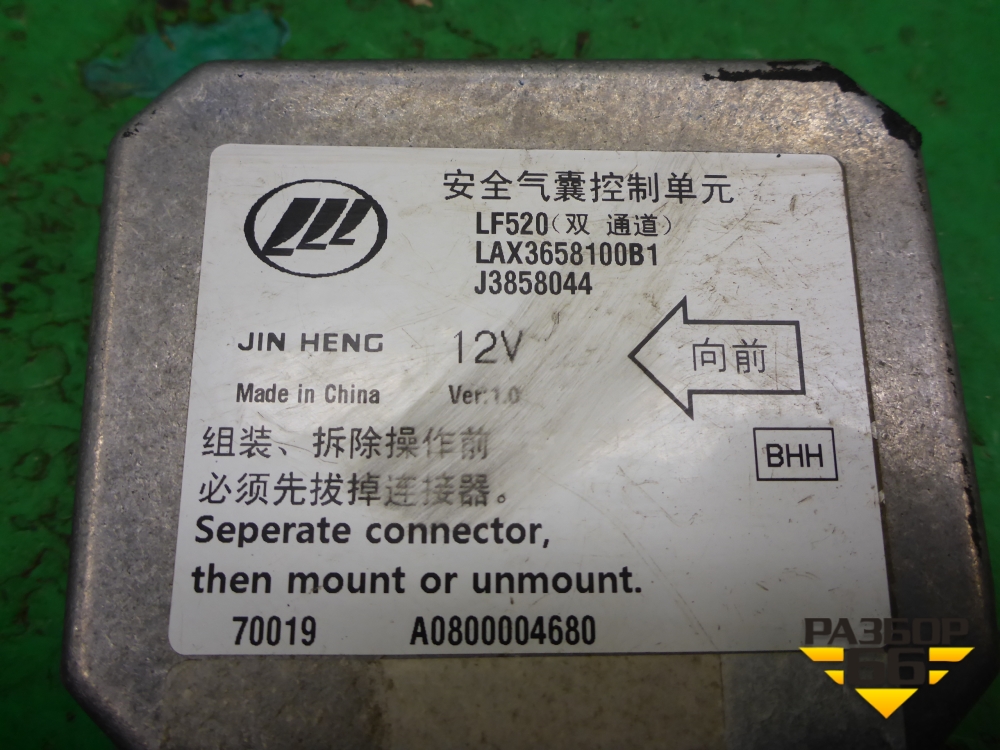 安全气囊控制单元
LF520（双 通道）
LAX3658100B1
J3858044
JIN HENG 12V
向前
Made in China Ver:1.0
BHH
组装、拆除操作前
必须先拔掉连接器。
Seperate connector,
then mount or unmount.
70019 A0800004680
РАЗБОР
66